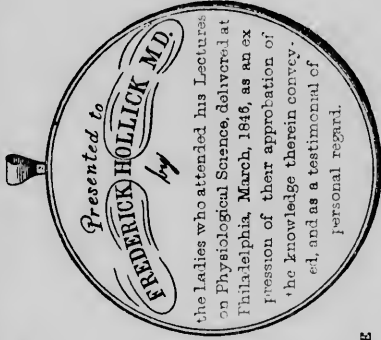 Presented to
FREDERICK HOLLICK M.D.
by
the Ladies who attended his Lectures
on Physiological Science, delivered at
Philadelphia, March, 1846, as an ex
pression of their approbation of
the knowledge therein convey-
ed, and as a testimonial of
personal regard.
E